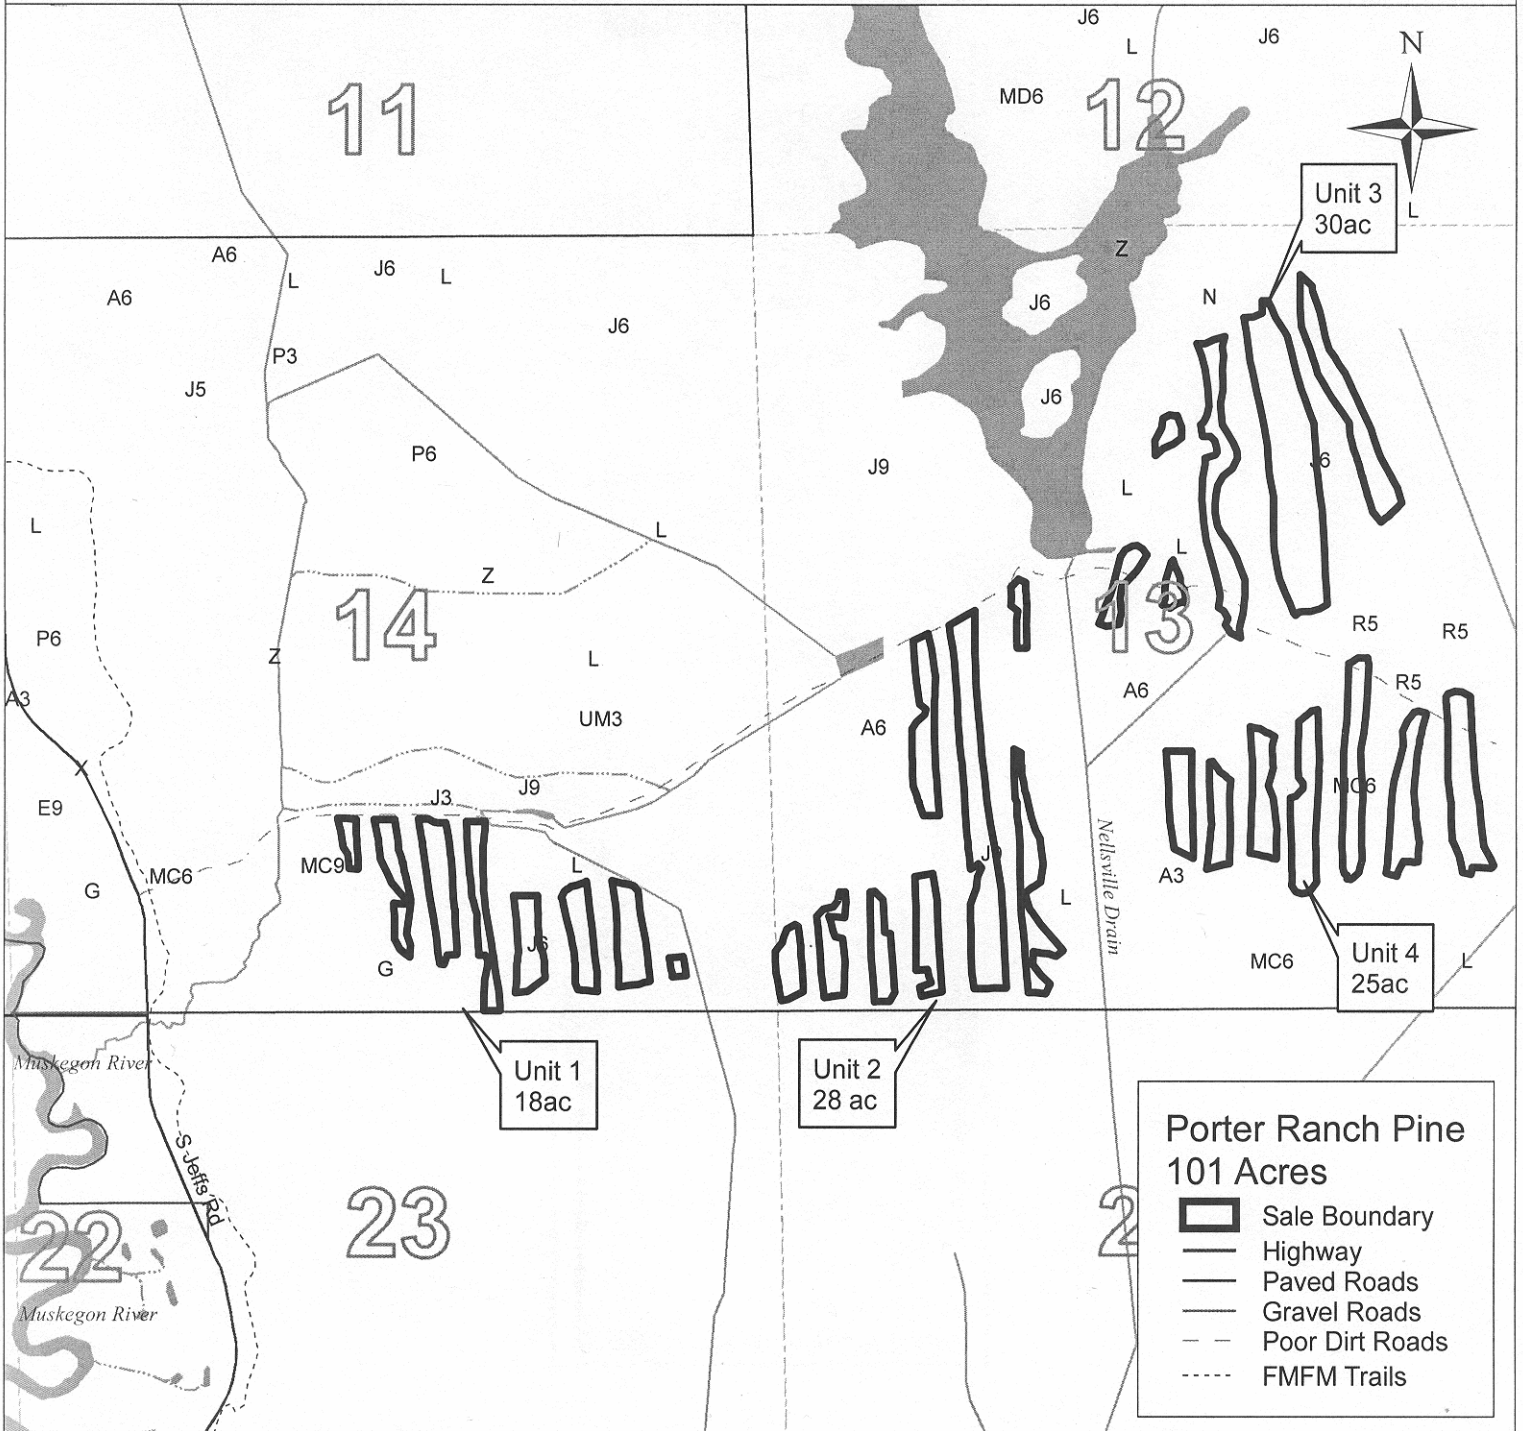 J6
J6
L
N
MD6
11
12
Unit 3
30ac
L
A6
J6
L
L
Z
A6
J6
N
J6
P3
J5
J6
P6
J9
J6
L
L
L
L
Z
14
13
P6
R5
R5
Z
L
A3
A6
R5
UM3
A6
X
E9
J3
J9
MC6
Nellsville Drain
J9
MC9
L
MC6
A3
G
L
J6
G
MC6
L
Unit 4
25ac
Muskegon River
Unit 1
18ac
Unit 2
28 ac
S Jeffs Rd
22
23
2
Muskegon River
Porter Ranch Pine
101 Acres
Sale Boundary
Highway
Paved Roads
Gravel Roads
Poor Dirt Roads
FMFM Trails